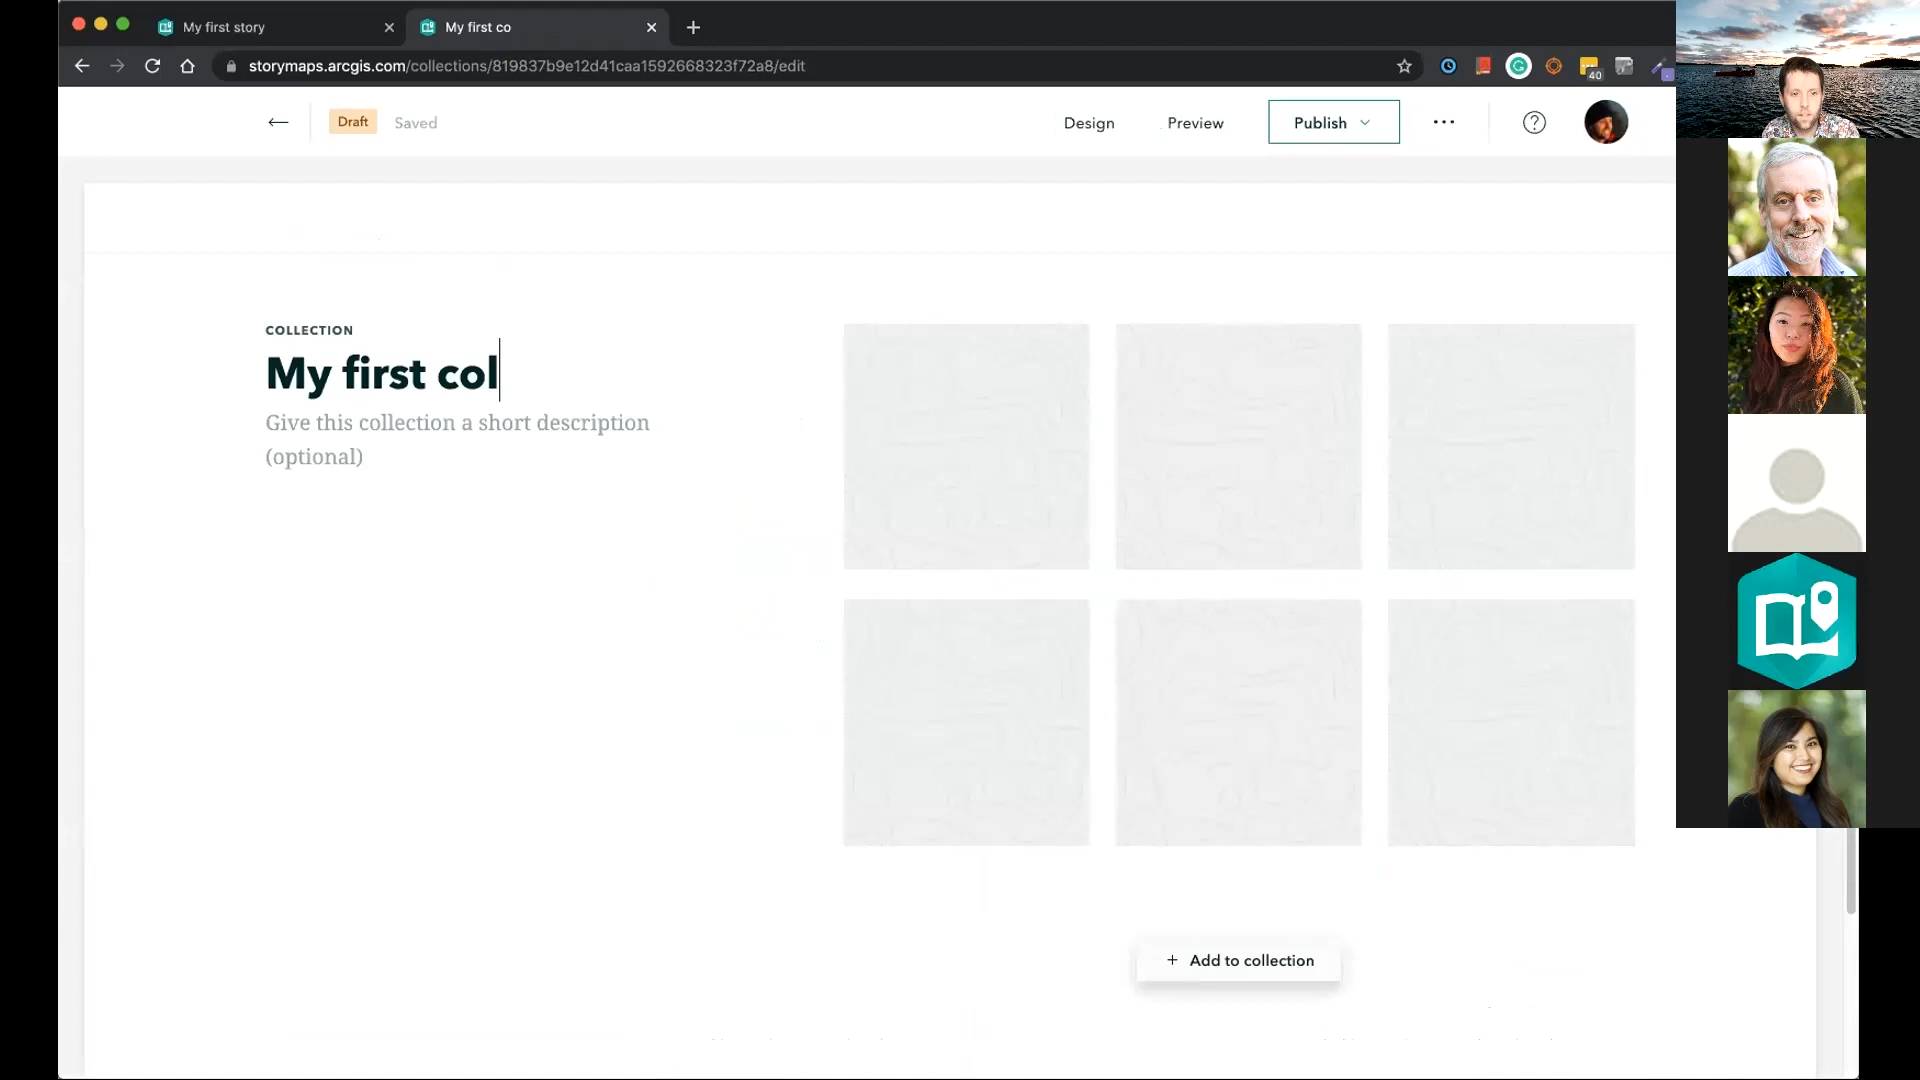 My first story
My first co
storymaps.arcgis.com/collections/819837b9e12d41caa1592668323f72a8/edit
40
Draft
Saved
Design
Preview
Publish
COLLECTION
My first col
Give this collection a short description
(optional)
+ Add to collection